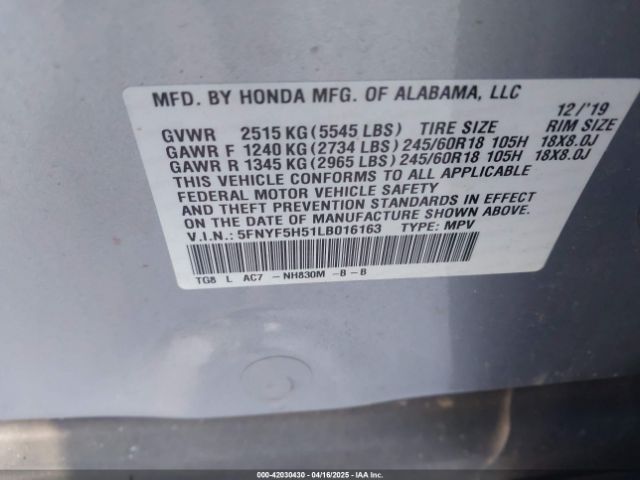 MFD. BY HONDA MFG. OF ALABAMA, LLC
12/'19
GVWR 2515 KG(5545 LBS) TIRE SIZE RIM SIZE
GAWR F 1240 KG(2734 LBS)245/60R18 105H 18X8.0J
GAWR R 1345 KG(2965 LBS)245/60R18 105H 18X8.0J
THIS VEHICLE CONFORMS TO ALL APPLICABLE
FEDERAL MOTOR VEHICLE SAFETY
AND THEFT PREVENTION STANDARDS IN EFFECT
ON THE DATE OF MANUFACTURE SHOWN ABOVE.
V.I.N.: 5FNYF5H51LB016163 TYPE: MPV
TG8 L AC7 -NH830M -B-B
000-42030430 - 04/16/2025 - IAAI.COM